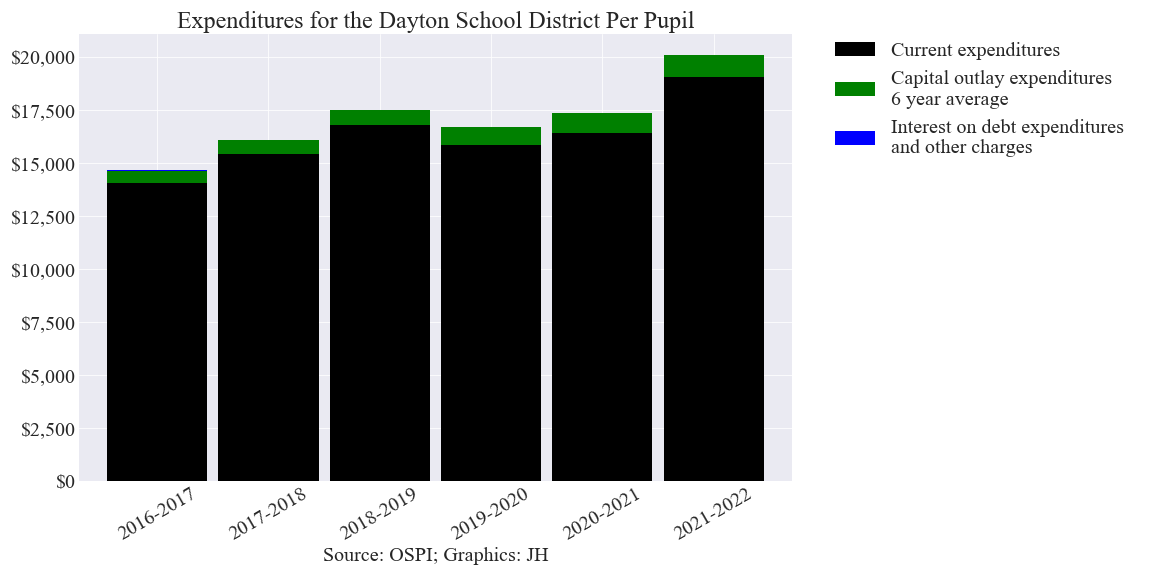 Expenditures for the Dayton School District Per Pupil
$20,000
$17,500
$15,000
$12,500
$10,000
$7,500
$5,000
$2,500
$0
2016-2017
2017-2018
2018-2019
2019-2020
2020-2021
2021-2022
Source: OSPI; Graphics: JH
Current expenditures
Capital outlay expenditures
6 year average
Interest on debt expenditures
and other charges